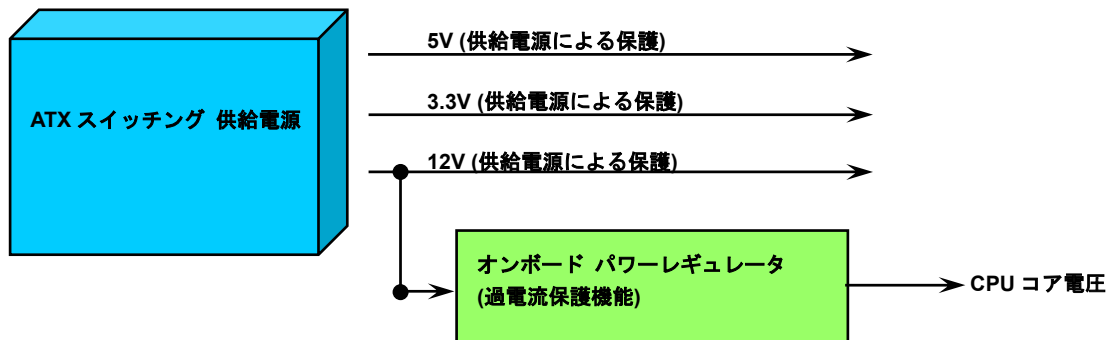 5V (供給電源による保護)
3.3V (供給電源による保護)
ATX スイッチング 供給電源
12V (供給電源による保護)
オンボード パワーレギュレータ
(過電流保護機能)
CPU コア電圧